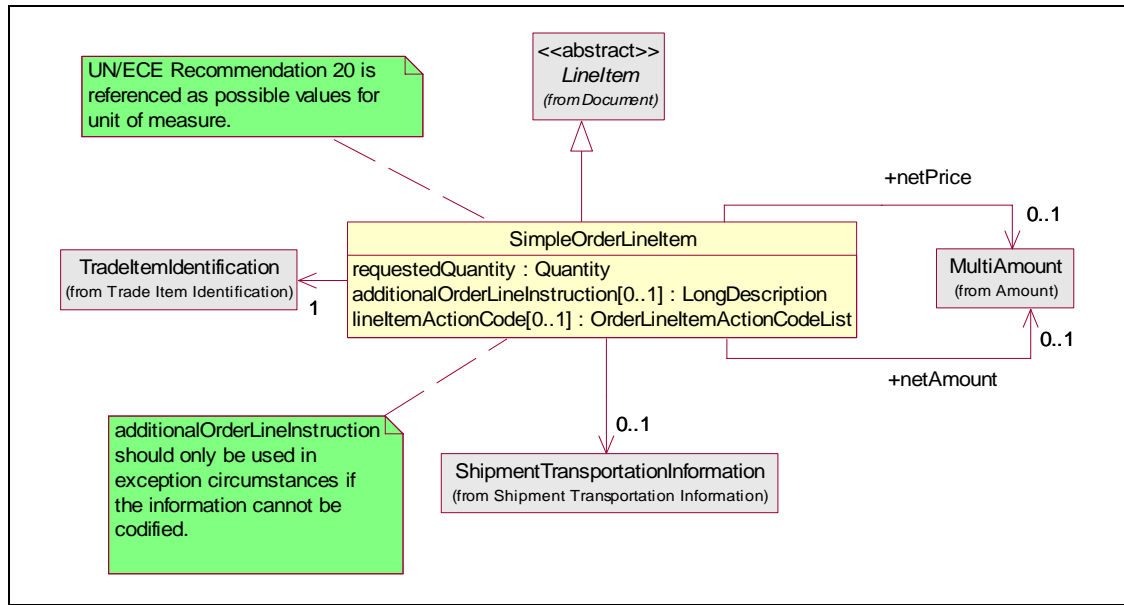 <<abstract>>
LineItem
(from Document)
UN/ECE Recommendation 20 is
referenced as possible values for
unit of measure.
+netPrice
0..1
SimpleOrderLineItem
requestedQuantity : Quantity
additionalOrderLineInstruction[0..1] : LongDescription
lineItemActionCode[0..1] : OrderLineItemActionCodeList
TradeItemIdentification
(from Trade Item Identification)
1
MultiAmount
(from Amount)
0..1
+netAmount
additionalOrderLineInstruction
should only be used in
exception circumstances if
the information cannot be
codified.
0..1
ShipmentTransportationInformation
(from Shipment Transportation Information)